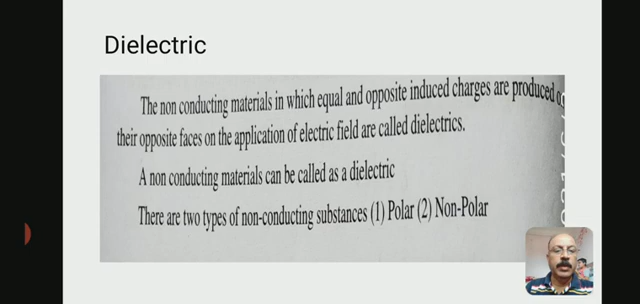 Dielectric
The non conducting materials in which equal and opposite induced charges are produced
their opposite faces on the application of electric field are called dielectrics.
A non conducting materials can be called as a dielectric
There are two types of non-conducting substances (1) Polar (2) Non-Polar